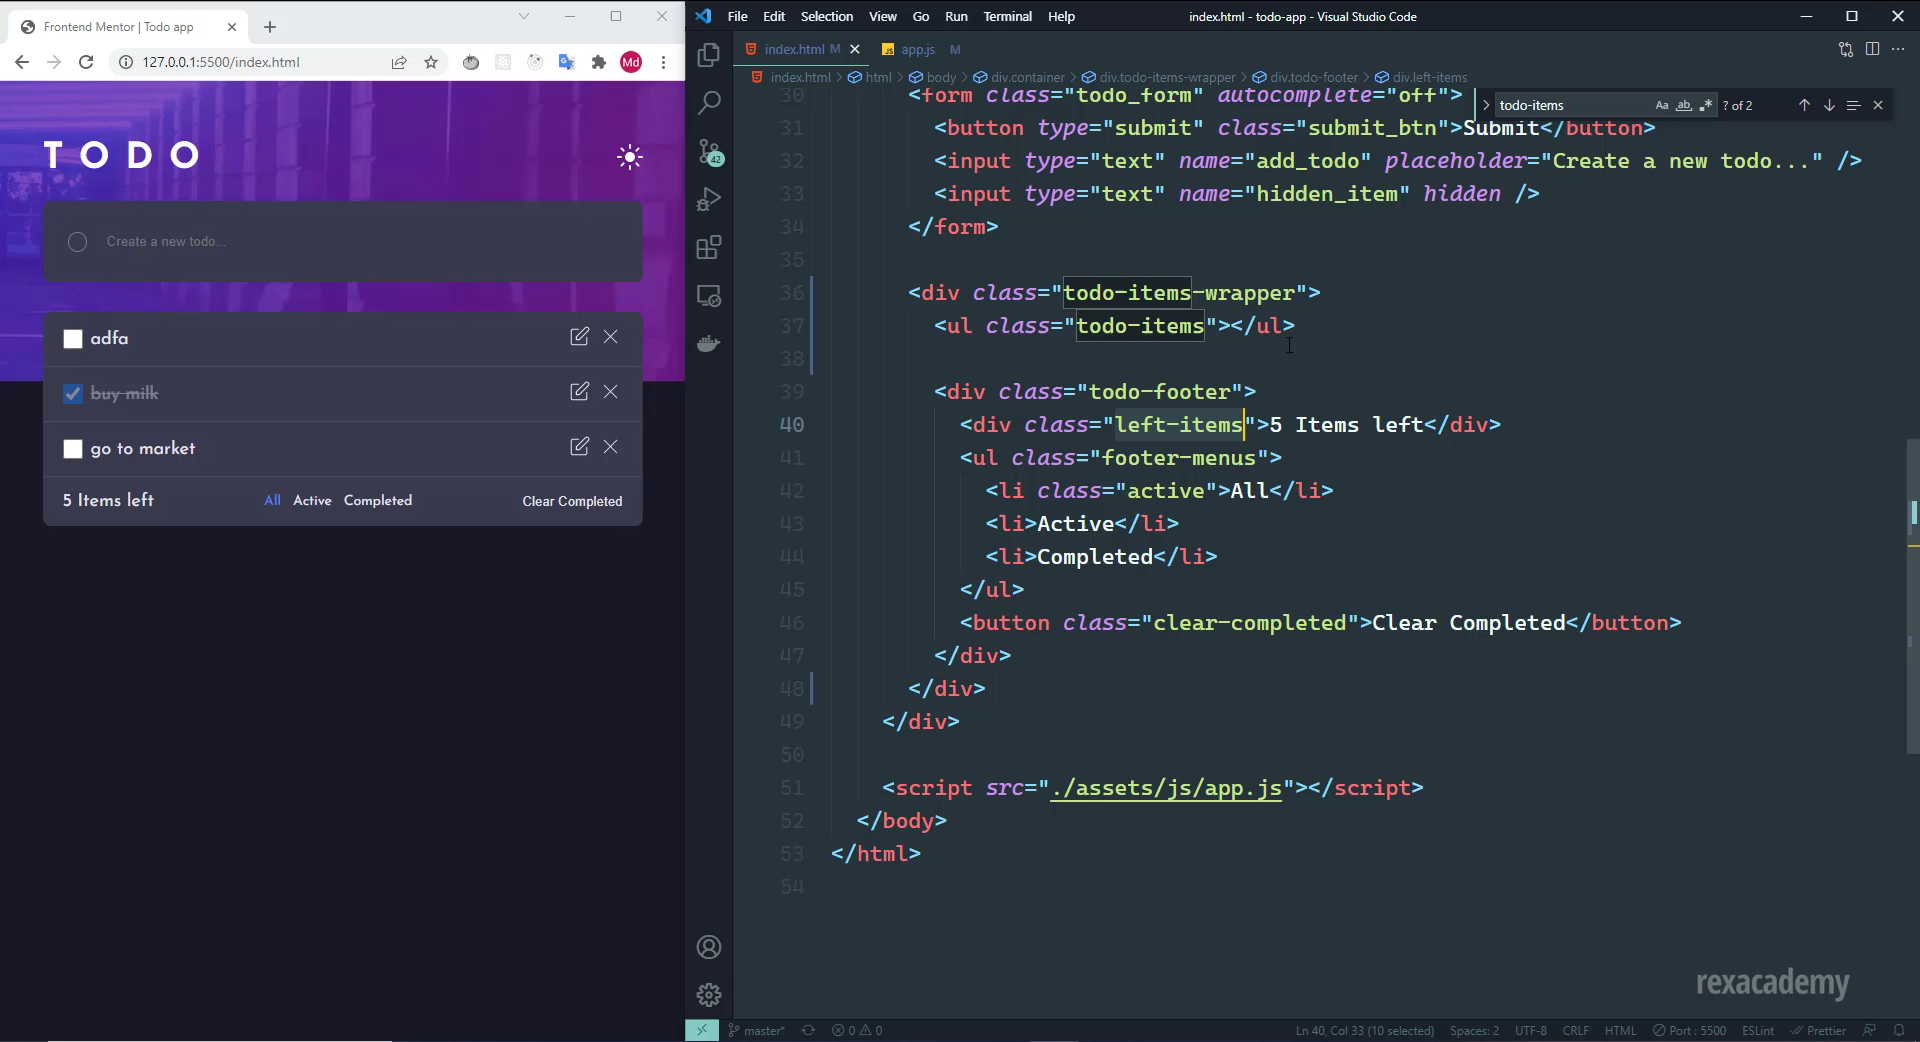 Frontend Mentor | Todo app
127.0.0.1:5500/index.html
Md
TODO
Create a new todo...
adfa
buy milk
go to market
5 Items left
All Active Completed
Clear Completed
File Edit Selection View Go Run Terminal Help
index.html - todo-app - Visual Studio Code
index.html M
app.js M
index.html > html > body > div.container > div.todo-items-wrapper > div.todo-footer > div.left-items
todo-items
Aa ab .* ? of 2
42
30 <form class="todo_form" autocomplete="off">
31 <button type="submit" class="submit_btn">Submit</button>
32 <input type="text" name="add_todo" placeholder="Create a new todo..." />
33 <input type="text" name="hidden_item" hidden />
34 </form>
35
36 <div class="todo-items-wrapper">
37 <ul class="todo-items"></ul>
38
39 <div class="todo-footer">
40 <div class="left-items">5 Items left</div>
41 <ul class="footer-menus">
42 <li class="active">All</li>
43 <li>Active</li>
44 <li>Completed</li>
45 </ul>
46 <button class="clear-completed">Clear Completed</button>
47 </div>
48 </div>
49 </div>
50
51 <script src="./assets/js/app.js"></script>
52 </body>
53 </html>
54
rexacademy
master* 0 0
Ln 40, Col 33 (10 selected) Spaces: 2 UTF-8 CRLF HTML Port : 5500 ESLint Prettier